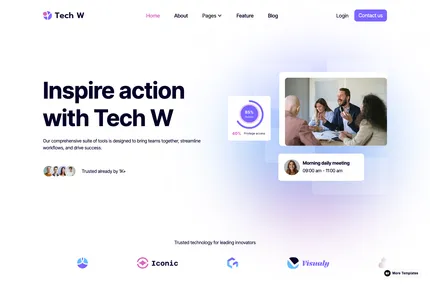 Tech W
Home
About
Pages
Feature
Blog
Login
Contact us
Inspire action
with Tech W
Our comprehensive suite of tools is designed to bring teams together, streamline
workflows, and drive success.
Trusted already by 1K+
85%
Morning daily meeting
09:00 am - 11:00 am
Trusted technology for leading innovators
Iconic
Visualy
More Templates